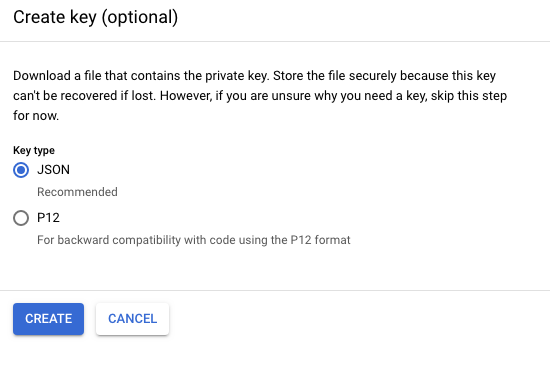 Create key (optional)
Download a file that contains the private key. Store the file securely because this key
can't be recovered if lost. However, if you are unsure why you need a key, skip this step
for now.
Key type
JSON
Recommended
P12
For backward compatibility with code using the P12 format
CREATE CANCEL